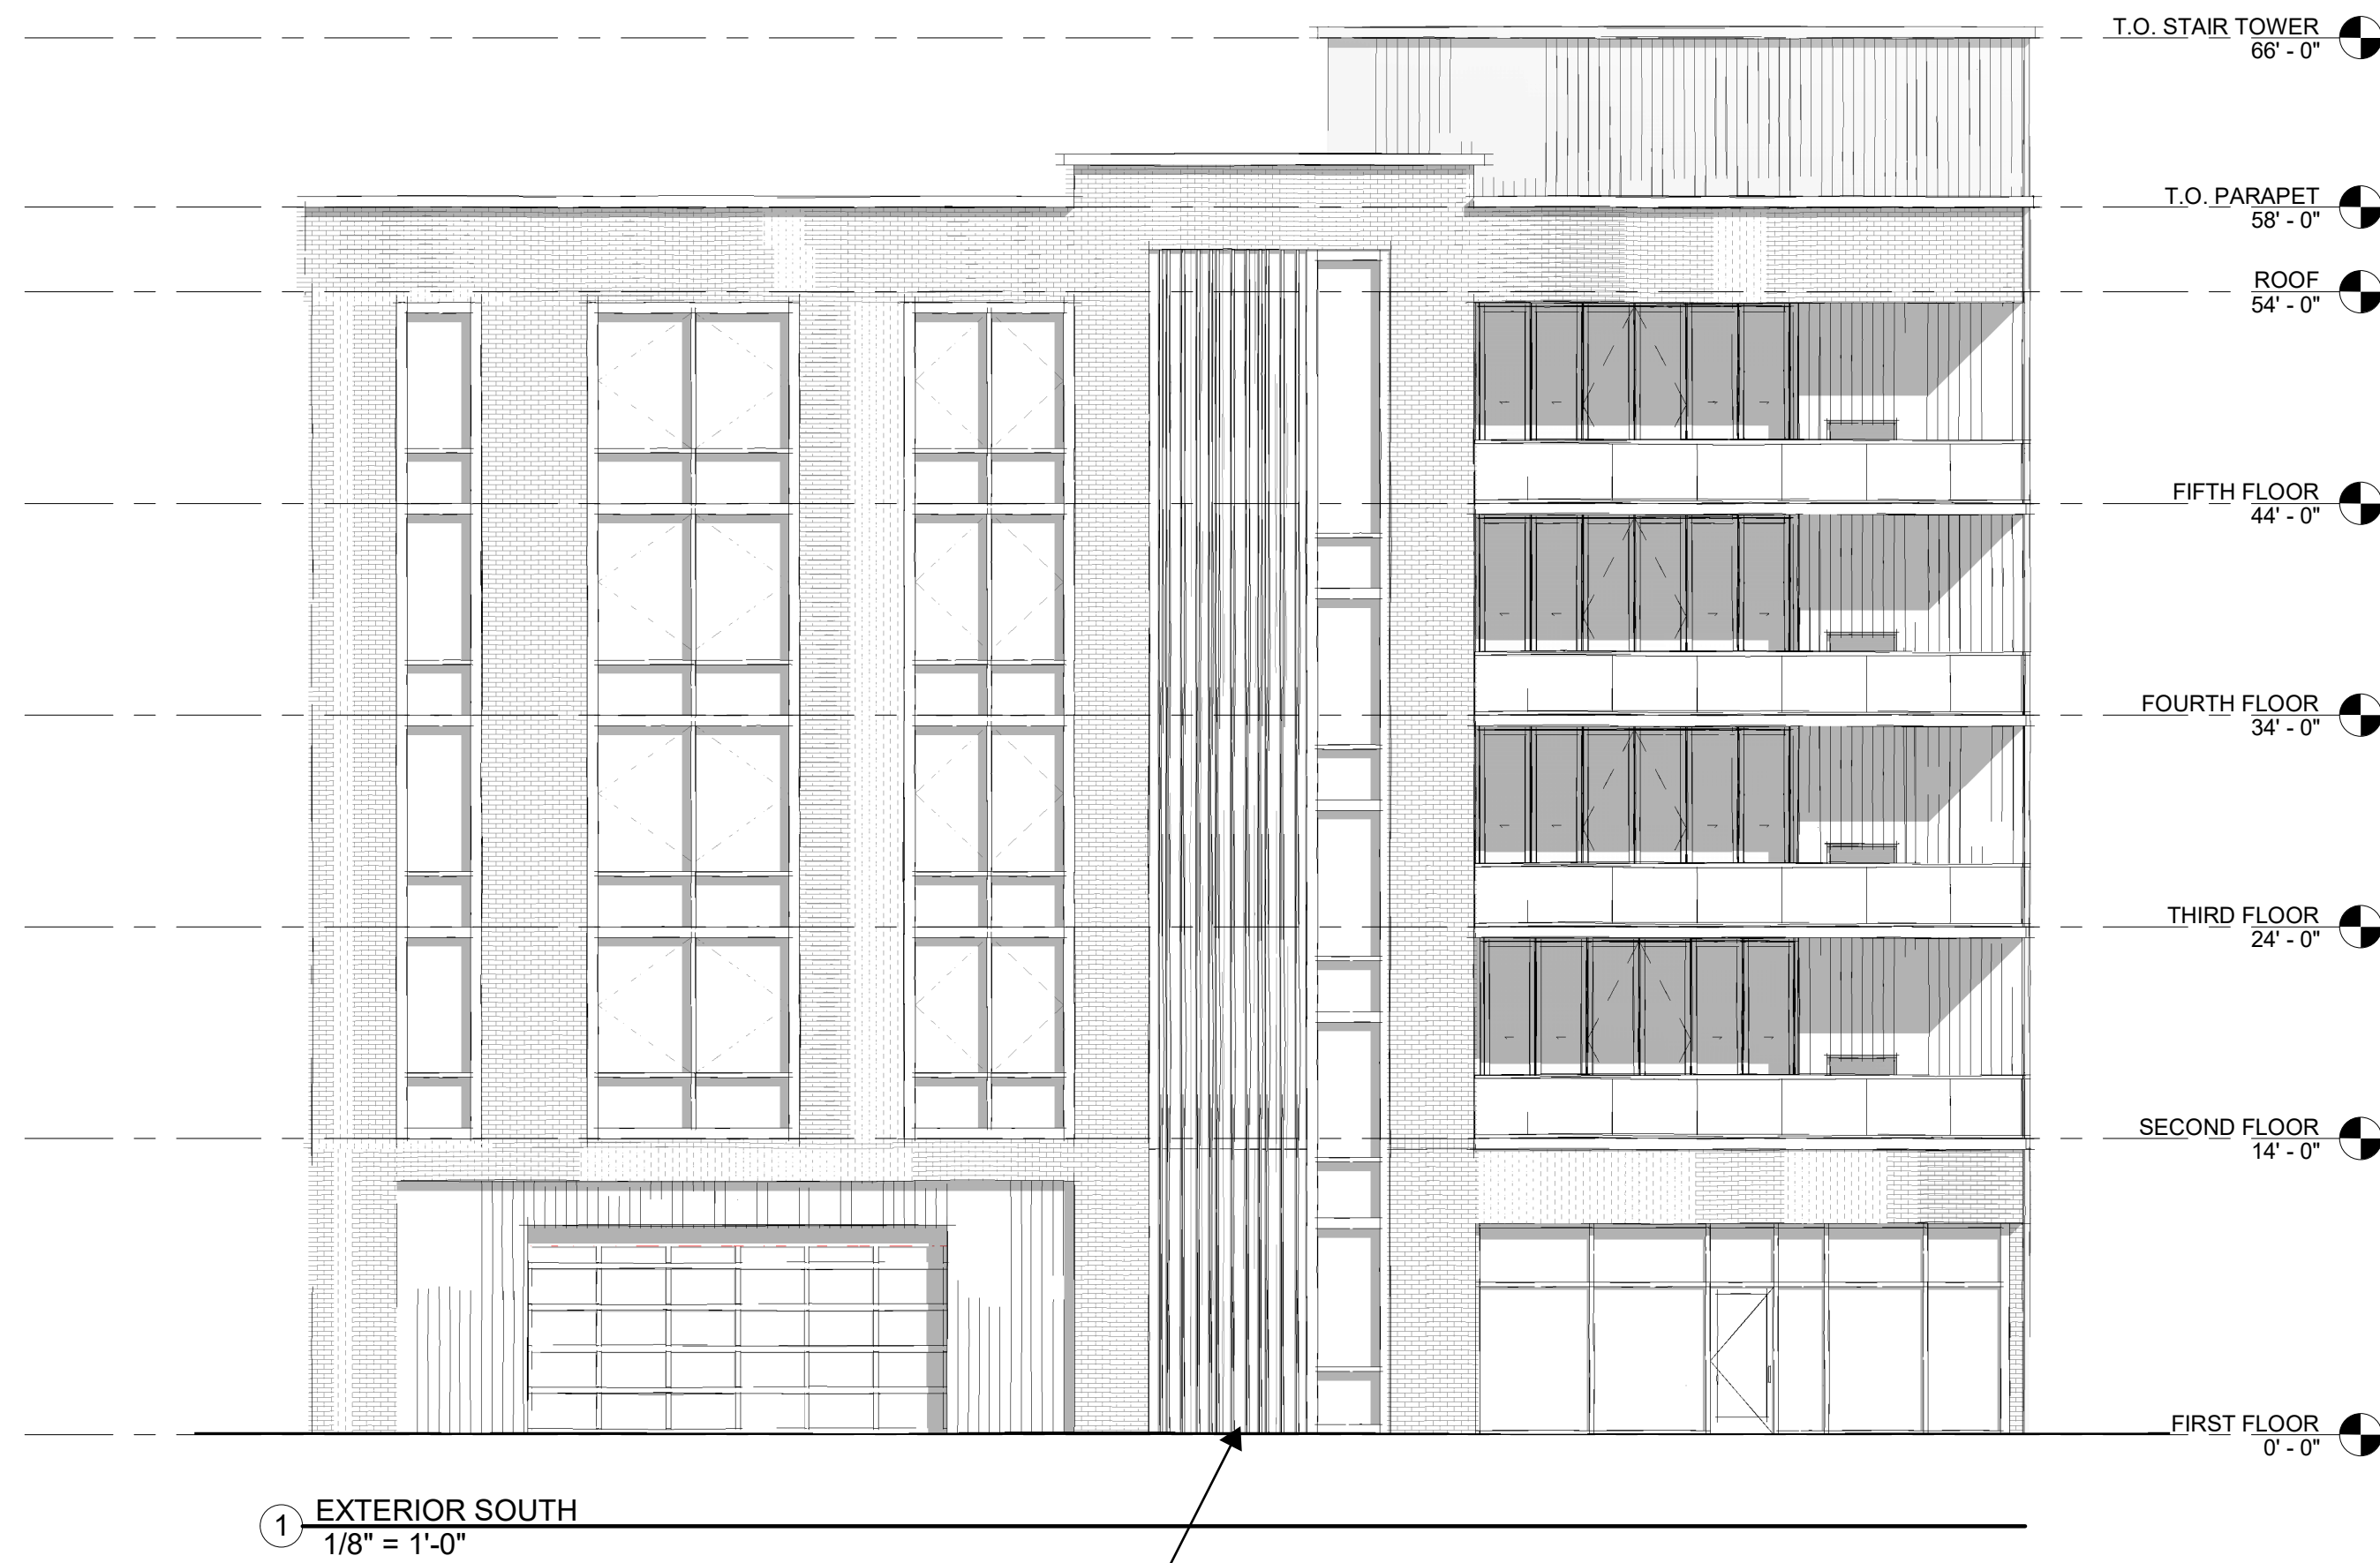 T.O. STAIR TOWER
66' - 0"
T.O. PARAPET
58' - 0"
ROOF
54' - 0"
FIFTH FLOOR
44' - 0"
FOURTH FLOOR
34' - 0"
THIRD FLOOR
24' - 0"
SECOND FLOOR
14' - 0"
FIRST FLOOR
0' - 0"
1 EXTERIOR SOUTH
1/8" = 1'-0"